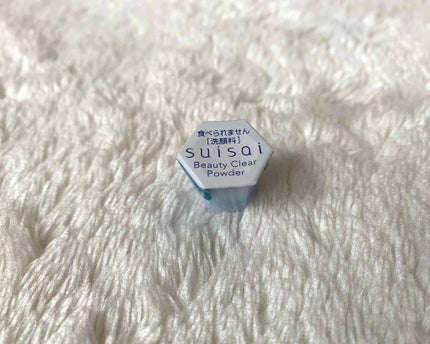 食べられません
[洗顔料]
suisai
Beauty Clear
Powder